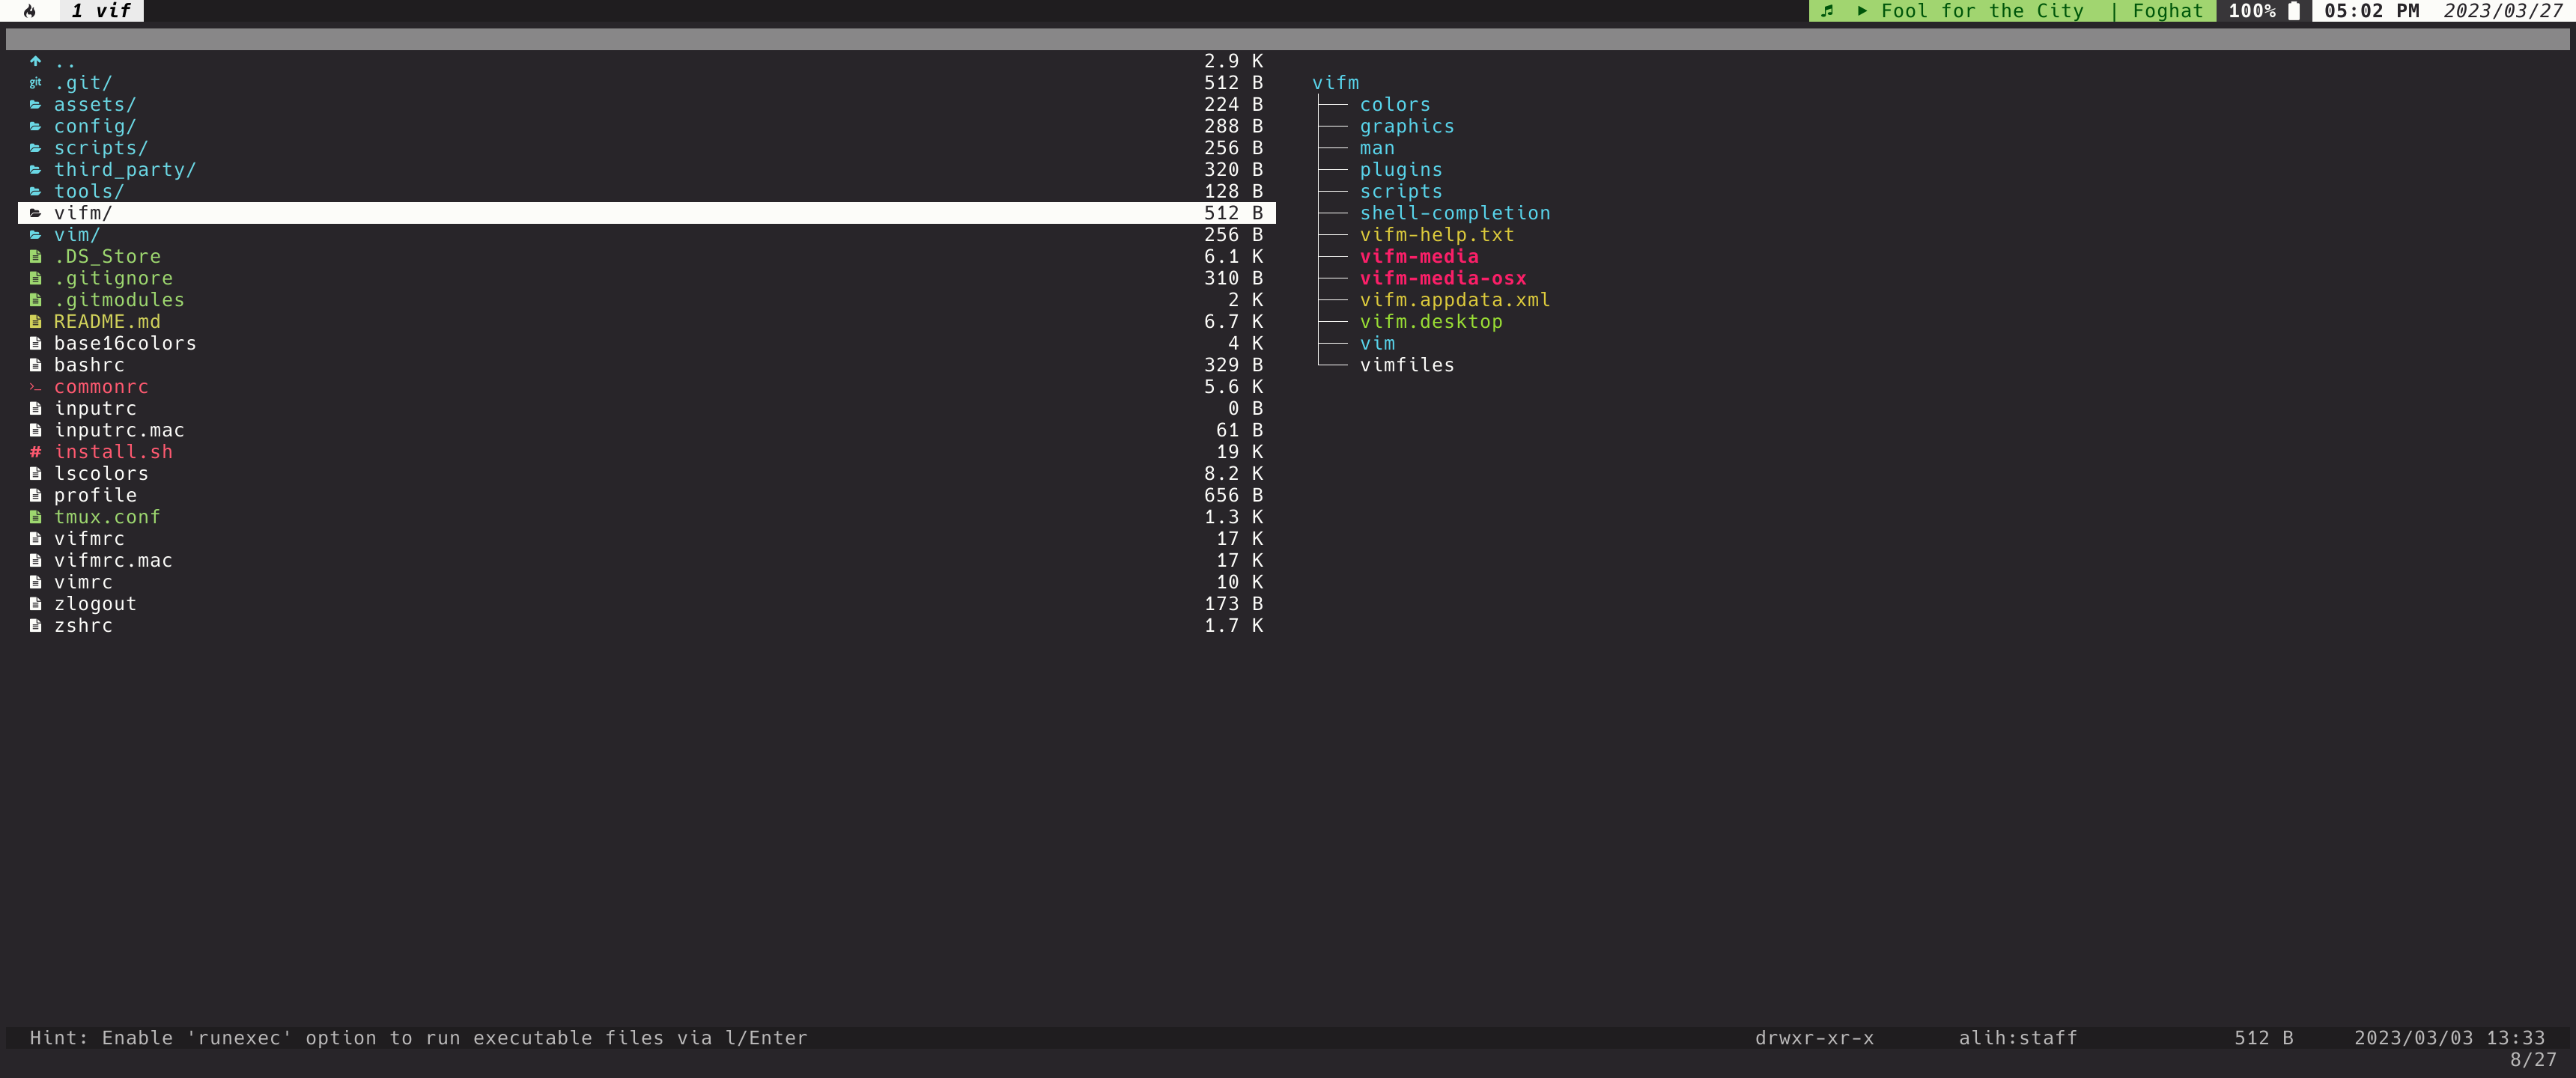 1 vif Fool for the City | Foghat 100% 05:02 PM 2023/03/27
.. 2.9 K
git .git/ 512 B vifm
assets/ 224 B colors
config/ 288 B graphics
scripts/ 256 B man
third_party/ 320 B plugins
tools/ 128 B scripts
vifm/ 512 B shell-completion
vim/ 256 B vifm-help.txt
.DS_Store 6.1 K vifm-media
.gitignore 310 B vifm-media-osx
.gitmodules 2 K vifm.appdata.xml
README.md 6.7 K vifm.desktop
base16colors 4 K vim
bashrc 329 B vimfiles
>_ commonrc 5.6 K
inputrc 0 B
inputrc.mac 61 B
# install.sh 19 K
lscolors 8.2 K
profile 656 B
tmux.conf 1.3 K
vifmrc 17 K
vifmrc.mac 17 K
vimrc 10 K
zlogout 173 B
zshrc 1.7 K
Hint: Enable 'runexec' option to run executable files via l/Enter drwxr-xr-x alih:staff 512 B 2023/03/03 13:33
8/27